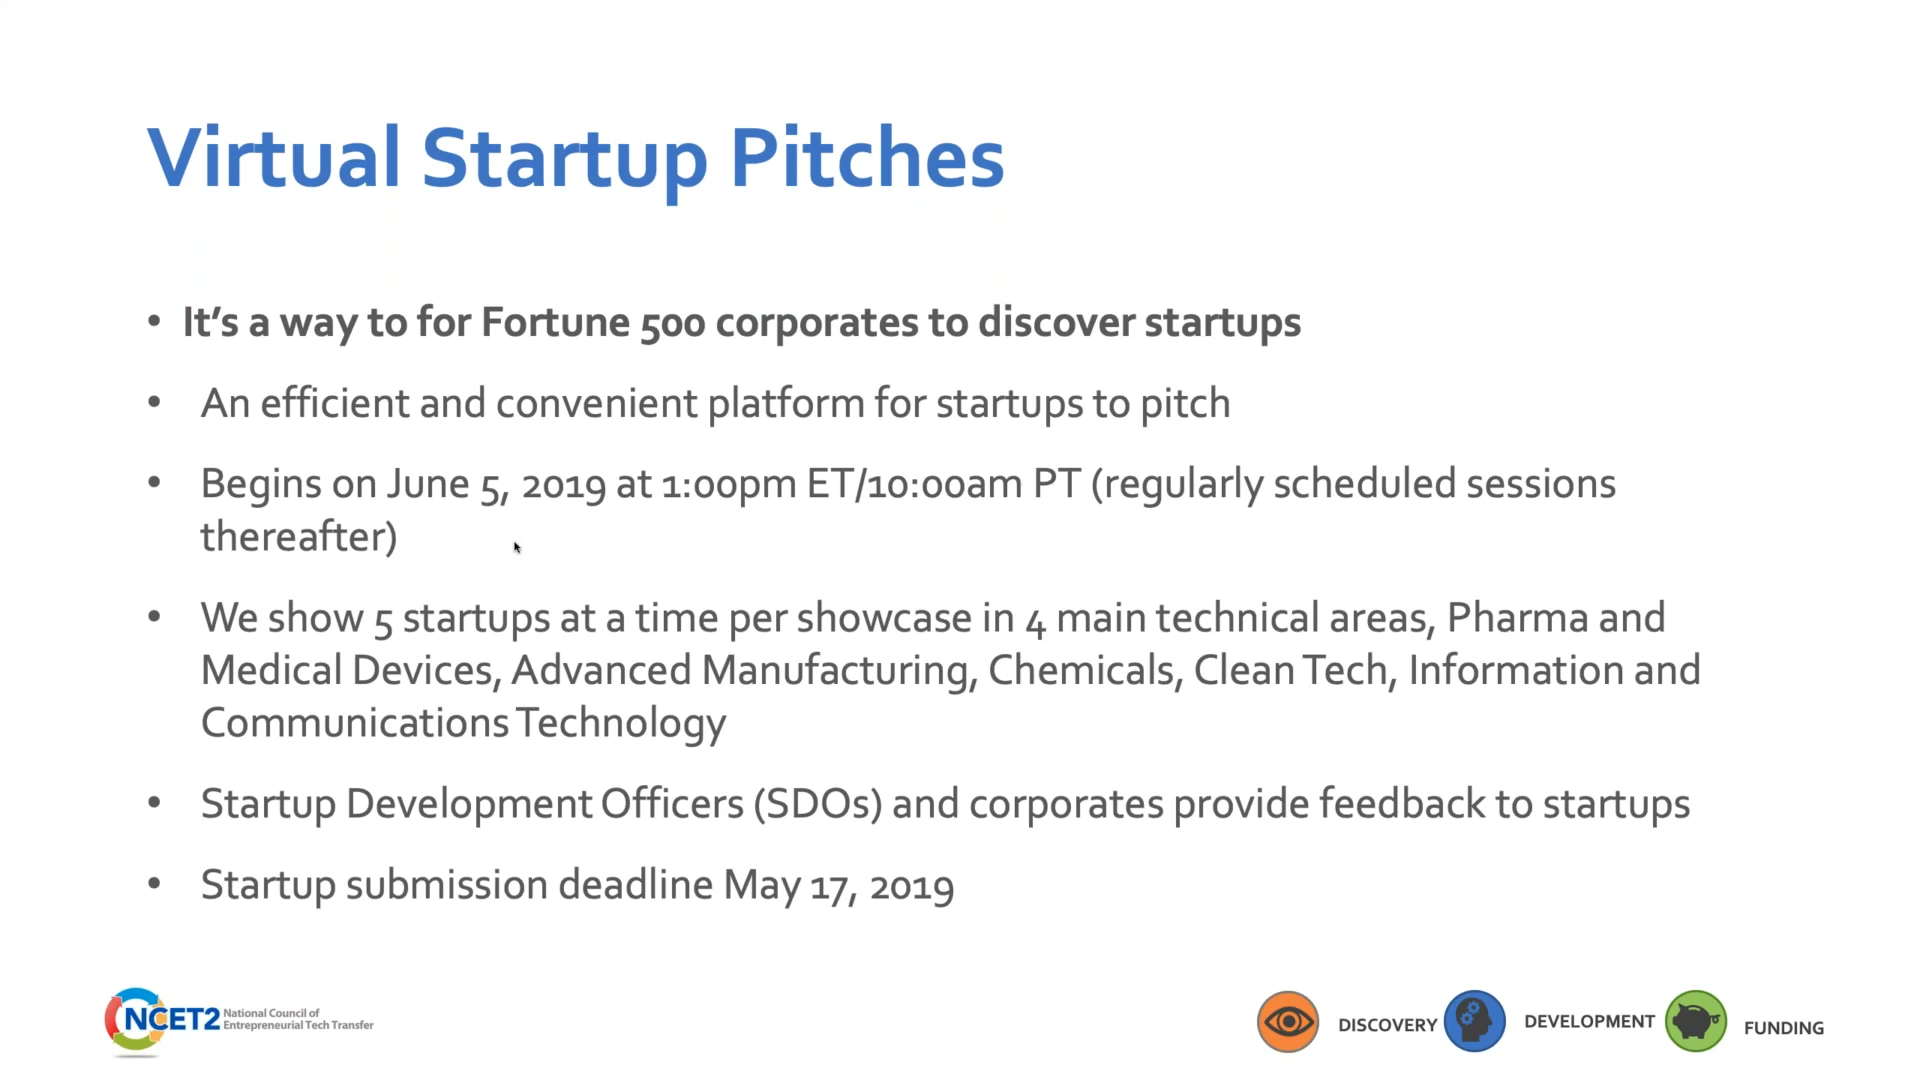 Virtual Startup Pitches
• It's a way to for Fortune 500 corporates to discover startups
• An efficient and convenient platform for startups to pitch
• Begins on June 5, 2019 at 1:00pm ET/10:00am PT (regularly scheduled sessions
thereafter)
• We show 5 startups at a time per showcase in 4 main technical areas, Pharma and
Medical Devices, Advanced Manufacturing, Chemicals, Clean Tech, Information and
Communications Technology
• Startup Development Officers (SDOs) and corporates provide feedback to startups
• Startup submission deadline May 17, 2019
NCET2
National Council of
Entrepreneurial Tech Transfer
DISCOVERY
DEVELOPMENT
FUNDING